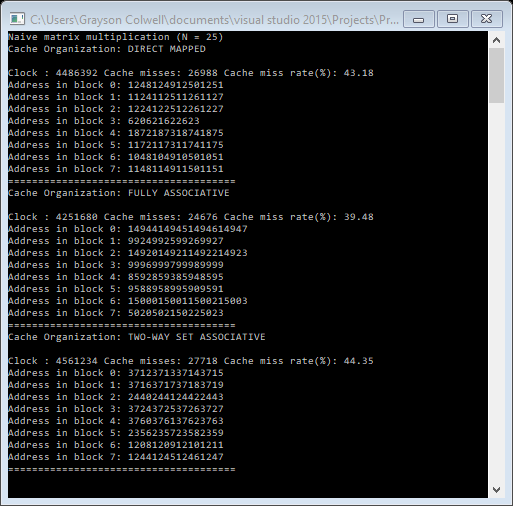 C:\Users\Grayson Colwell\documents\visual studio 2015\Projects\Pr...
Naive matrix multiplication (N = 25)
Cache Organization: DIRECT MAPPED
Clock : 4486392 Cache misses: 26988 Cache miss rate(%): 43.18
Address in block 0: 1248124912501251
Address in block 1: 1124112511261127
Address in block 2: 1224122512261227
Address in block 3: 620621622623
Address in block 4: 1872187318741875
Address in block 5: 1172117311741175
Address in block 6: 1048104910501051
Address in block 7: 1148114911501151
======================================
Cache Organization: FULLY ASSOCIATIVE
Clock : 4251680 Cache misses: 24676 Cache miss rate(%): 39.48
Address in block 0: 14944149451494614947
Address in block 1: 9924992599269927
Address in block 2: 14920149211492214923
Address in block 3: 9996999799989999
Address in block 4: 8592859385948595
Address in block 5: 9588958995909591
Address in block 6: 15000150011500215003
Address in block 7: 5020502150225023
======================================
Cache Organization: TWO-WAY SET ASSOCIATIVE
Clock : 4561234 Cache misses: 27718 Cache miss rate(%): 44.35
Address in block 0: 3712371337143715
Address in block 1: 3716371737183719
Address in block 2: 2440244124422443
Address in block 3: 3724372537263727
Address in block 4: 3760376137623763
Address in block 5: 2356235723582359
Address in block 6: 1208120912101211
Address in block 7: 1244124512461247
======================================